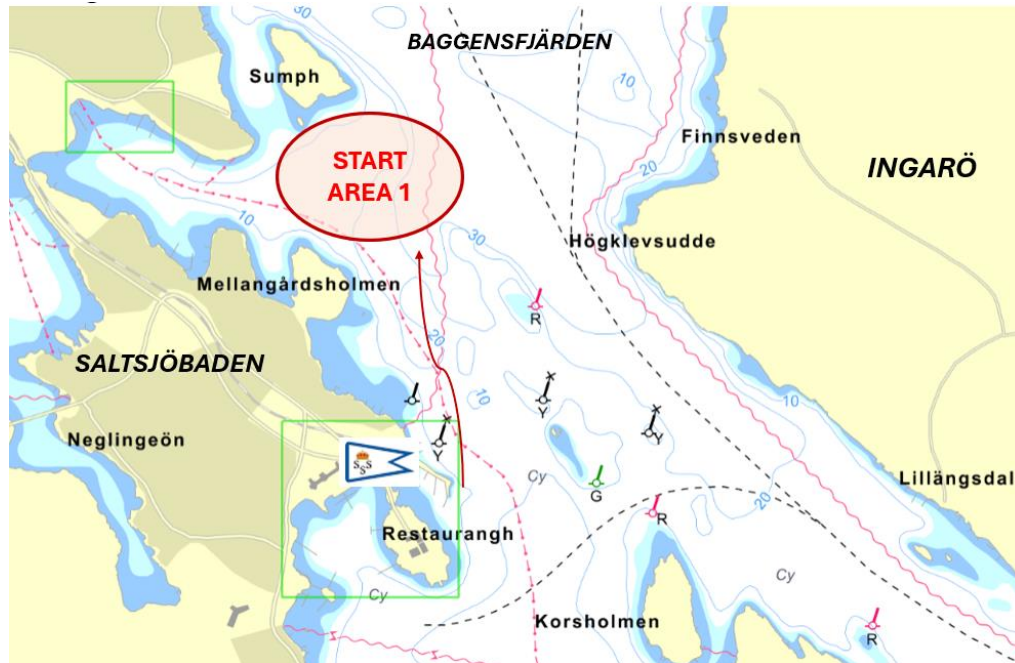 30
BAGGENSFJÄRDEN
10
Sumph
START
AREA 1
Finnsveden
20
INGARÖ
10
30
Högklevsudde
Mellangårdsholmen
20
R
SALTSJÖBADEN
10
10
Y
Y
Y
Neglingeön
SSS
Cy
G
Lillängsdal
20
R
Restaurangh
Cy
Cy
Korsholmen
R